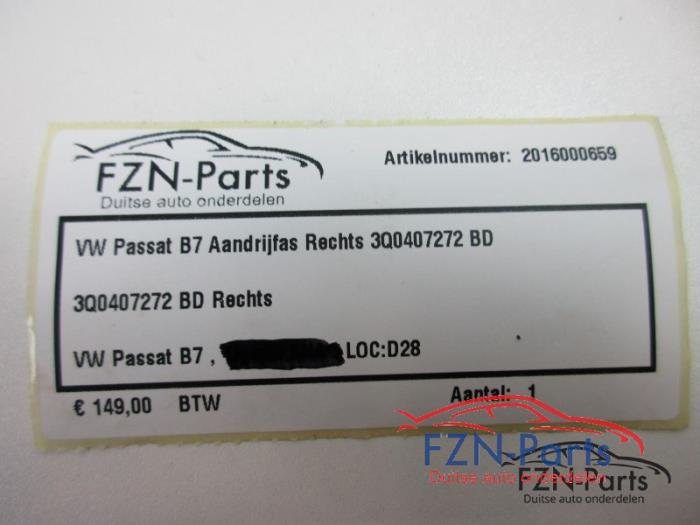 FZN-Parts
Duitse auto onderdelen
Artikelnummer: 2016000659
VW Passat B7 Aandrijfas Rechts 3Q0407272 BD
3Q0407272 BD Rechts
VW Passat B7 , LOC:D28
€ 149,00 BTW
Aantal: 1
FZN-Parts
Duitse auto onderdelen
FZN-Parts
Duitse auto onderdelen